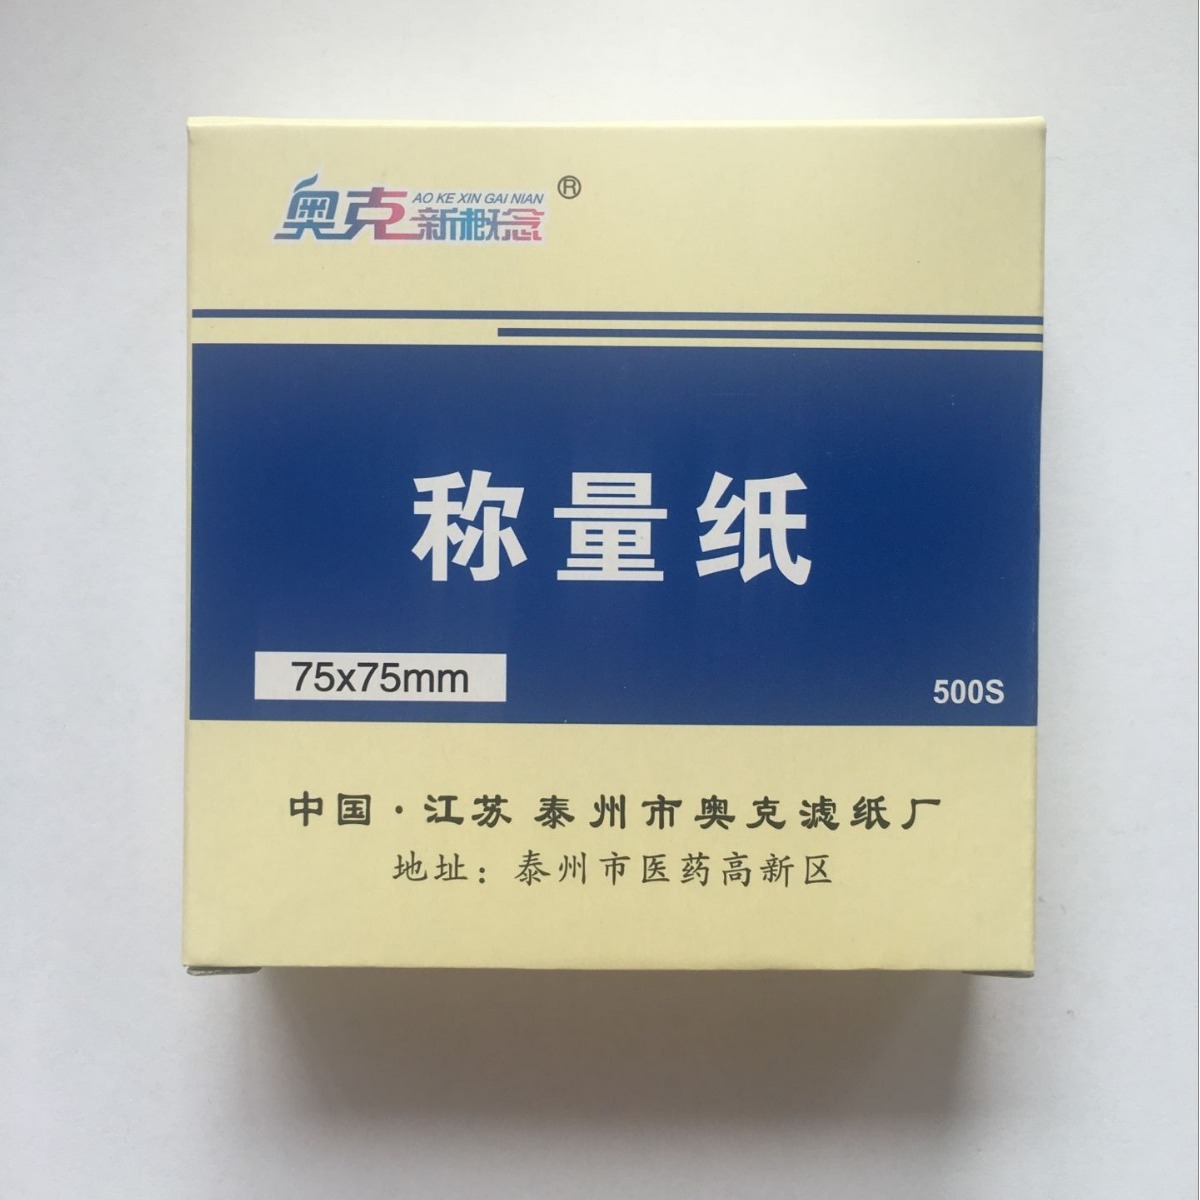 奥克 AO KE XIN GAI NIAN ®
新概念
称量纸
75x75mm
500S
中国·江苏 泰州市奥克滤纸厂
地址：泰州市医药高新区